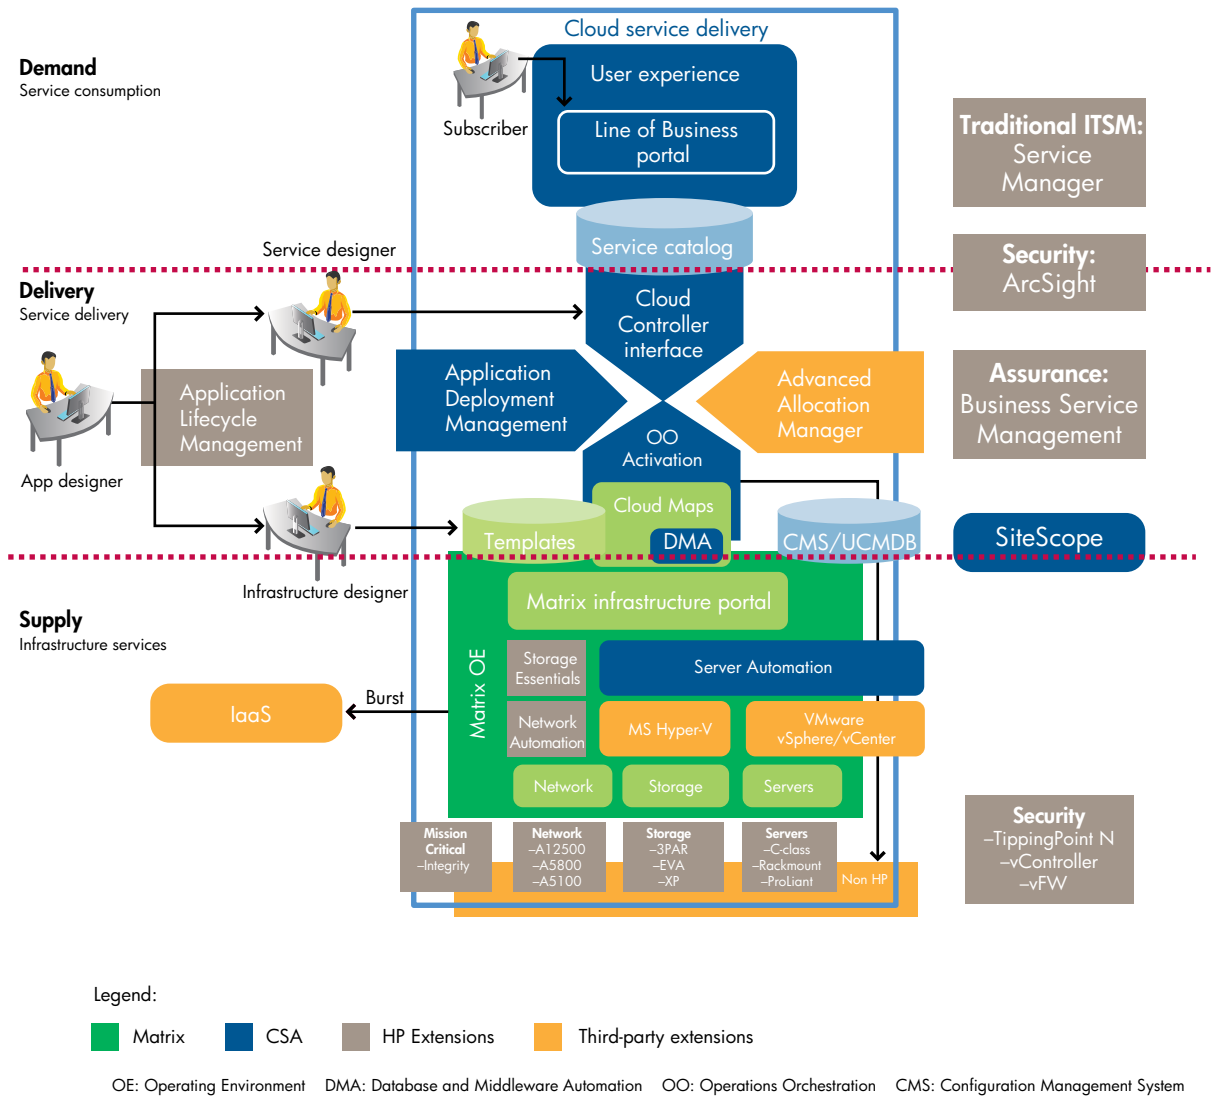 Cloud service delivery
Demand
Service consumption
User experience
Subscriber
Line of Business
portal
Traditional ITSM:
Service
Manager
Service catalog
Service designer
Security:
ArcSight
Delivery
Service delivery
Cloud
Controller
interface
Application
Lifecycle
Management
App designer
Application
Deployment
Management
Advanced
Allocation
Manager
Assurance:
Business Service
Management
OO
Activation
Cloud Maps
DMA
Templates
CMS/UCMDB
SiteScope
Infrastructure designer
Supply
Infrastructure services
Matrix infrastructure portal
Matrix OE
Storage
Essentials
Server Automation
Burst
IaaS
Network
Automation
MS Hyper-V
VMware
vSphere/vCenter
Network
Storage
Servers
Mission
Critical
–Integrity
Network
–A12500
–A5800
–A5100
Storage
–3PAR
–EVA
–XP
Servers
–C-class
–Rackmount
–ProLiant
Non HP
Security
–TippingPoint N
–vController
–vFW
Legend:
Matrix
CSA
HP Extensions
Third-party extensions
OE: Operating Environment DMA: Database and Middleware Automation OO: Operations Orchestration CMS: Configuration Management System